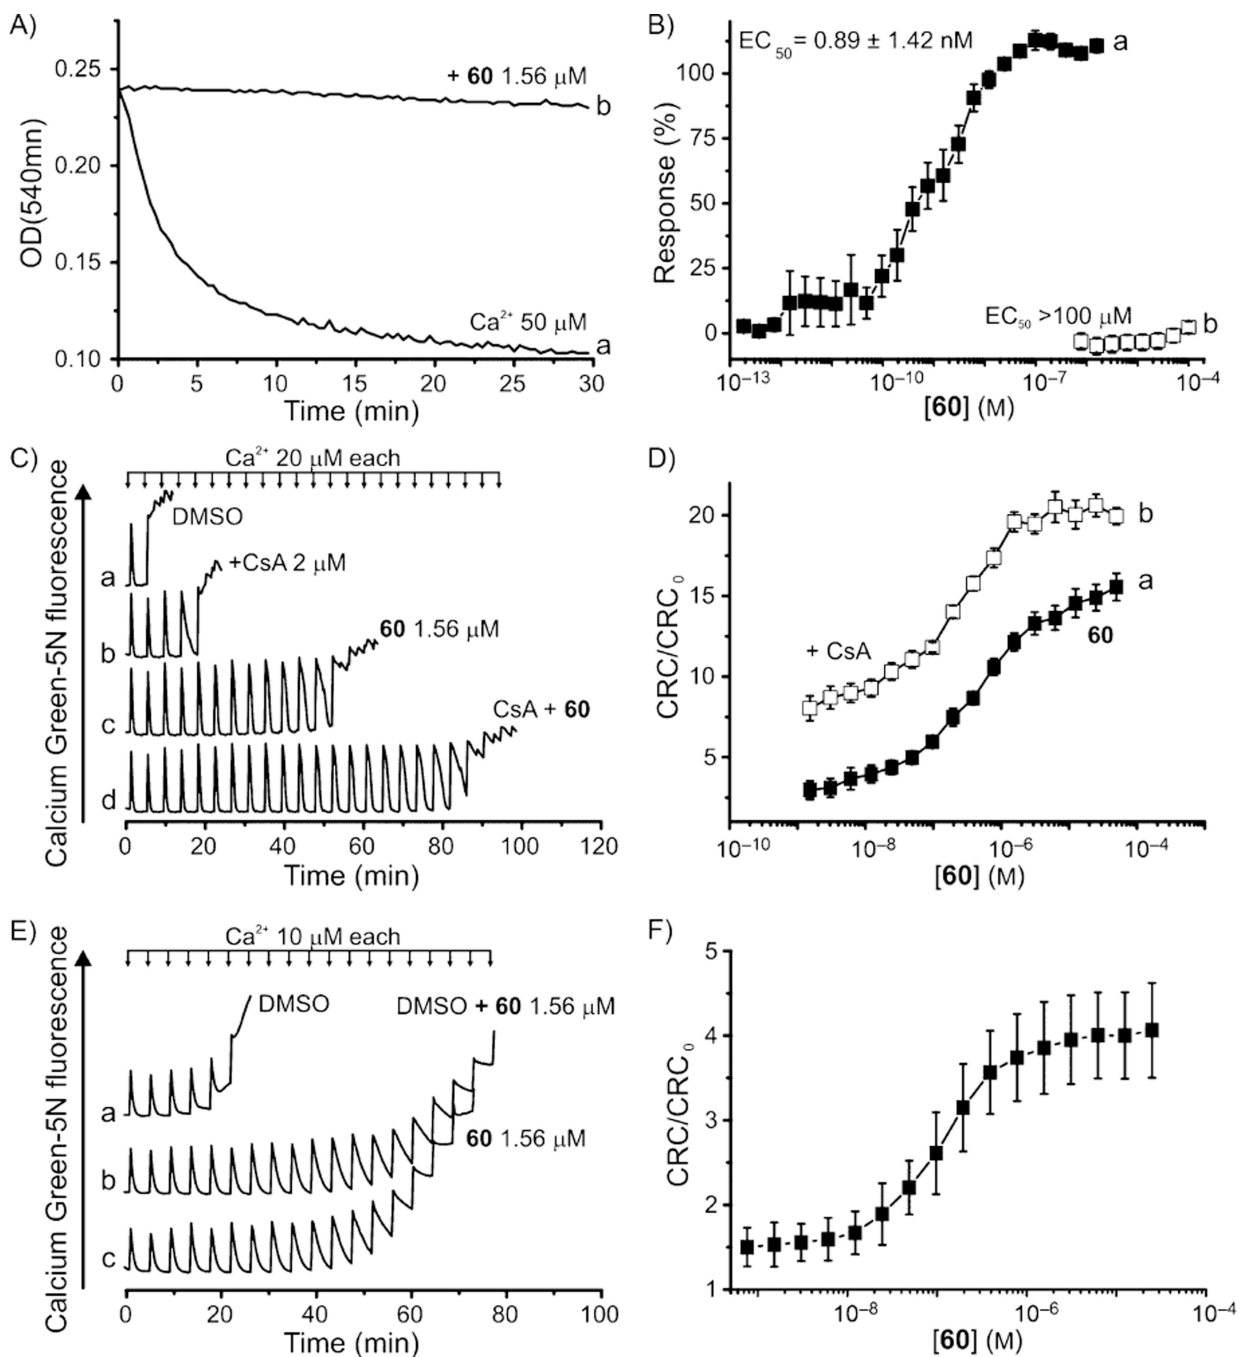 A)
0.25
0.20
0.15
0.10
OD(540mn)
+ 60 1.56 µM
b
Ca²⁺ 50 µM
a
0 5 10 15 20 25 30
Time (min)
B)
EC₅₀ = 0.89 ± 1.42 nM
a
100
75
50
25
0
Response (%)
EC₅₀ >100 µM
b
10⁻¹³ 10⁻¹⁰ 10⁻⁷ 10⁻⁴
[60] (M)
C)
Ca²⁺ 20 µM each
Calcium Green-5N fluorescence
DMSO
a
+CsA 2 µM
b
60 1.56 µM
c
CsA + 60
d
0 20 40 60 80 100 120
Time (min)
D)
20
15
10
5
CRC/CRC₀
b
a
+ CsA
60
10⁻¹⁰ 10⁻⁸ 10⁻⁶ 10⁻⁴
[60] (M)
E)
Ca²⁺ 10 µM each
Calcium Green-5N fluorescence
DMSO
DMSO + 60 1.56 µM
a
60 1.56 µM
b
c
0 20 40 60 80 100
Time (min)
F)
5
4
3
2
1
CRC/CRC₀
10⁻⁸ 10⁻⁶ 10⁻⁴
[60] (M)